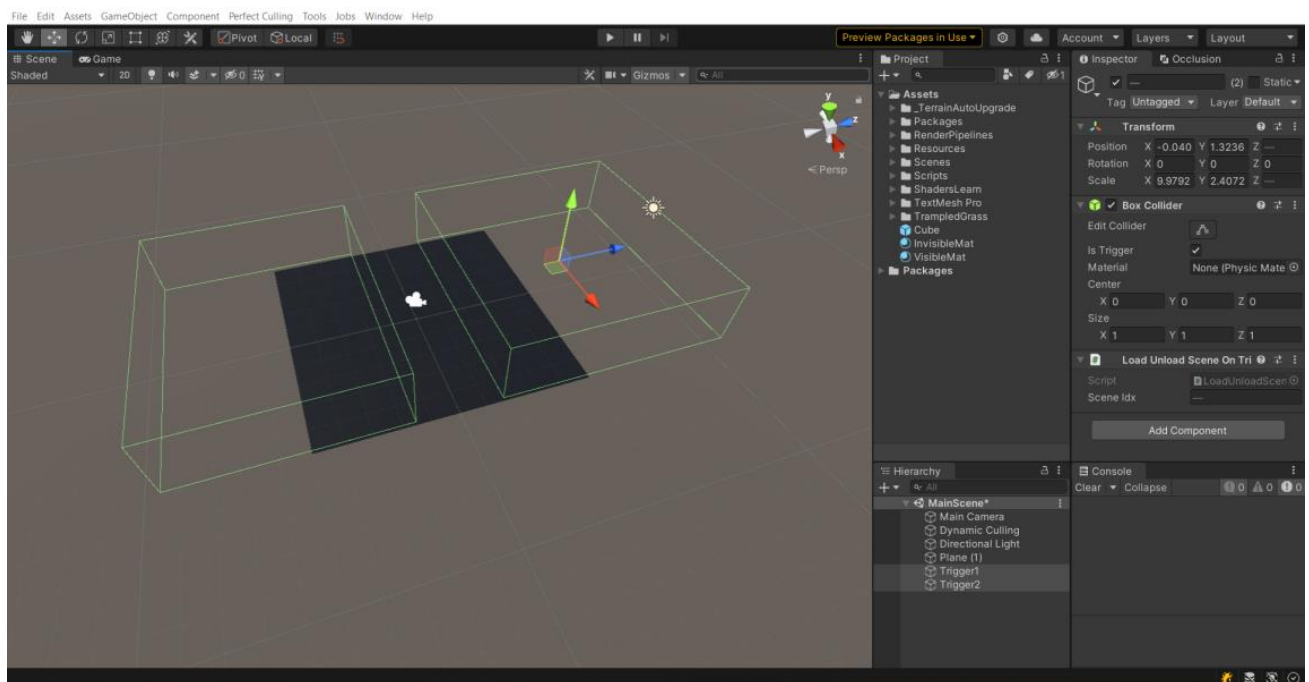 File Edit Assets GameObject Component Perfect Culling Tools Jobs Window Help
Pivot Local Preview Packages in Use Account Layers Layout
Scene Game
Shaded 2D 0 Gizmos All
y
z
x
Persp
Project
1
Assets
_TerrainAutoUpgrade
Packages
RenderPipelines
Resources
Scenes
Scripts
ShadersLearn
TextMesh Pro
TrampledGrass
Cube
InvisibleMat
VisibleMat
Packages
Hierarchy
All
MainScene*
Main Camera
Dynamic Culling
Directional Light
Plane (1)
Trigger1
Trigger2
Inspector Occlusion
— (2) Static
Tag Untagged Layer Default
Transform
Position X -0.040 Y 1.3236 Z —
Rotation X 0 Y 0 Z 0
Scale X 9.9792 Y 2.4072 Z —
Box Collider
Edit Collider
Is Trigger
Material None (Physic Mate
Center
X 0 Y 0 Z 0
Size
X 1 Y 1 Z 1
Load Unload Scene On Tri
Script LoadUnloadScen
Scene Idx —
Add Component
Console
Clear Collapse 0 0 0